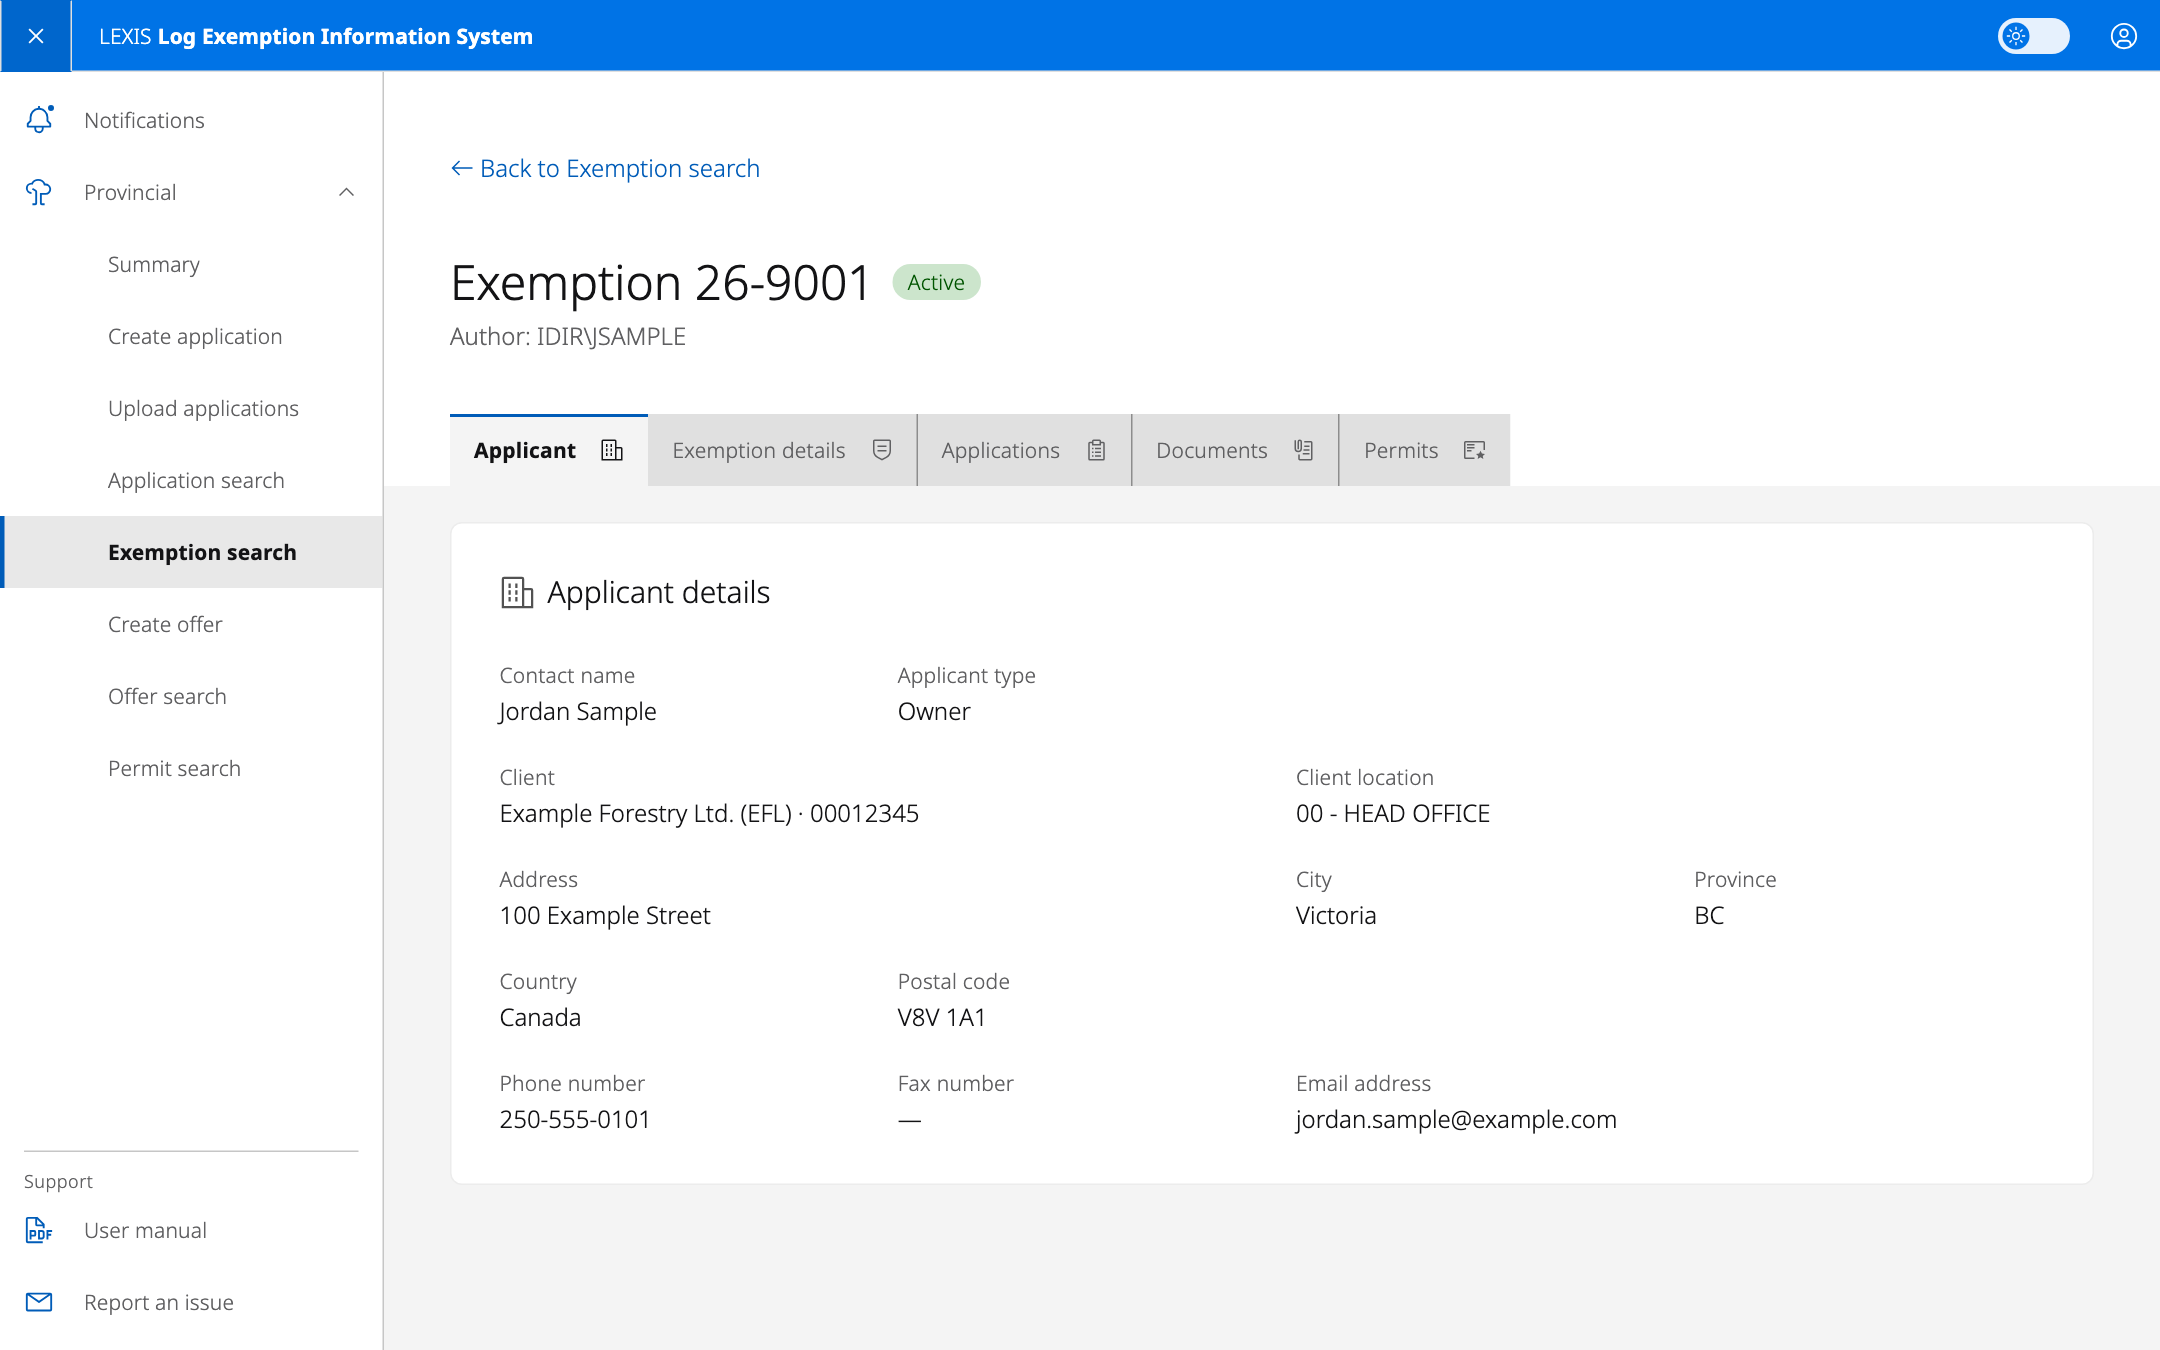 LEXIS Log Exemption Information System
Notifications
Provincial
Summary
Create application
Upload applications
Application search
Exemption search
Create offer
Offer search
Permit search
Support
PDF User manual
Report an issue
← Back to Exemption search
Exemption 26-9001 Active
Author: IDIR\JSAMPLE
Applicant Exemption details Applications Documents Permits
Applicant details
Contact name Applicant type
Jordan Sample Owner
Client Client location
Example Forestry Ltd. (EFL) · 00012345 00 - HEAD OFFICE
Address City Province
100 Example Street Victoria BC
Country Postal code
Canada V8V 1A1
Phone number Fax number Email address
250-555-0101 — jordan.sample@example.com